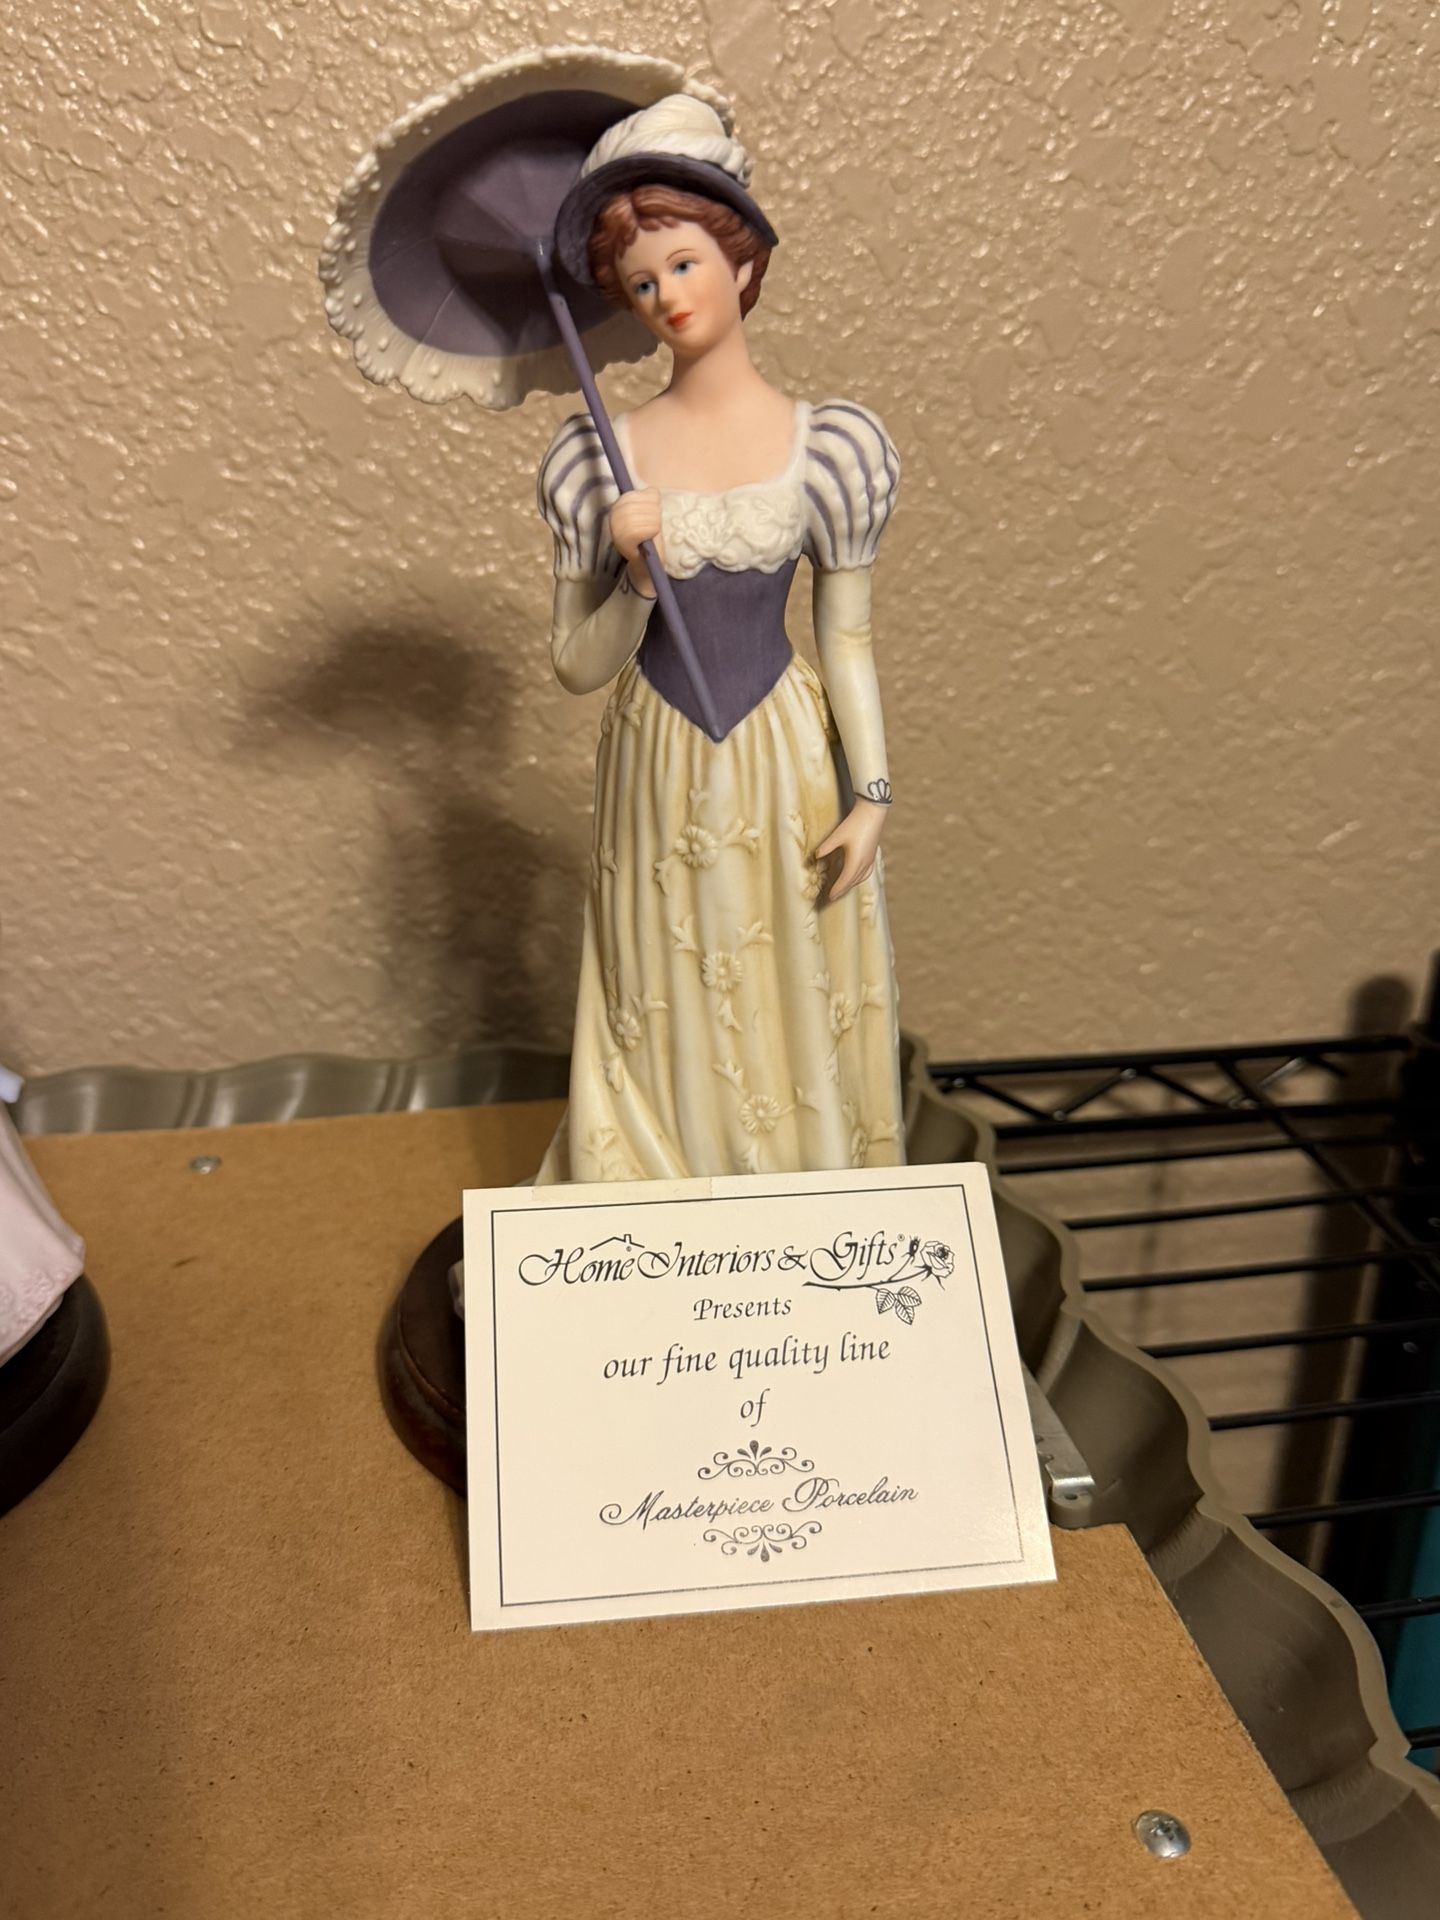 Home Interiors & Gifts®
Presents
our fine quality line
of
Masterpiece Porcelain